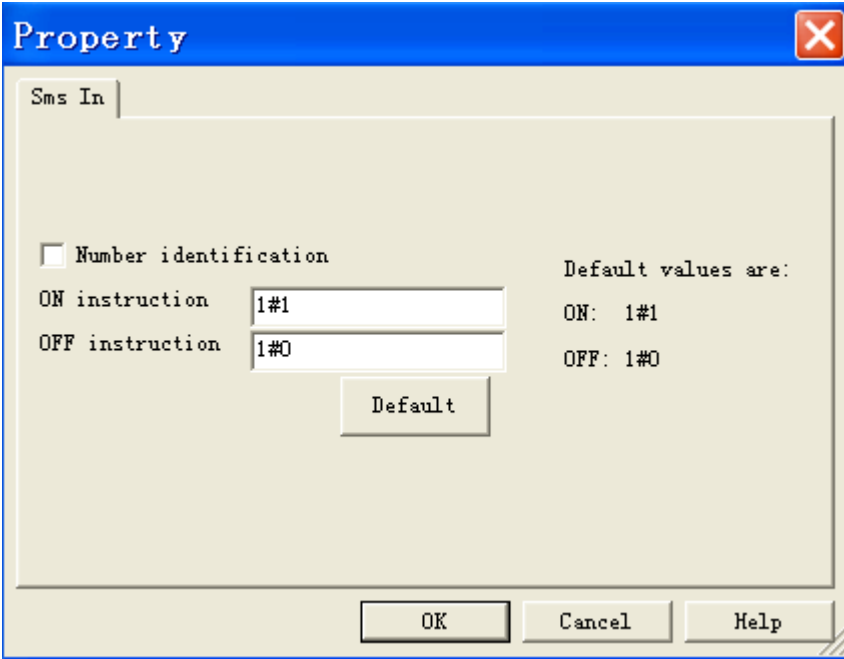 Property
Sms In
Number identification
ON instruction 1#1
OFF instruction 1#0
Default
Default values are:
ON: 1#1
OFF: 1#0
OK Cancel Help